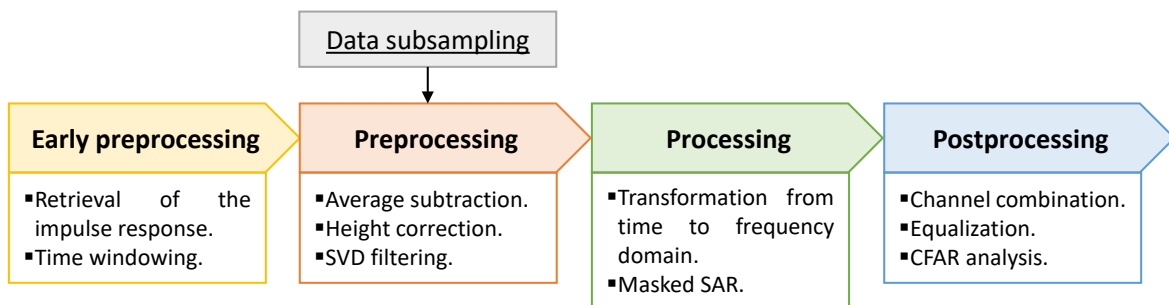 Data subsampling
Early preprocessing
▪Retrieval of the
impulse response.
▪Time windowing.
Preprocessing
▪Average subtraction.
▪Height correction.
▪SVD filtering.
Processing
▪Transformation from
time to frequency
domain.
▪Masked SAR.
Postprocessing
▪Channel combination.
▪Equalization.
▪CFAR analysis.